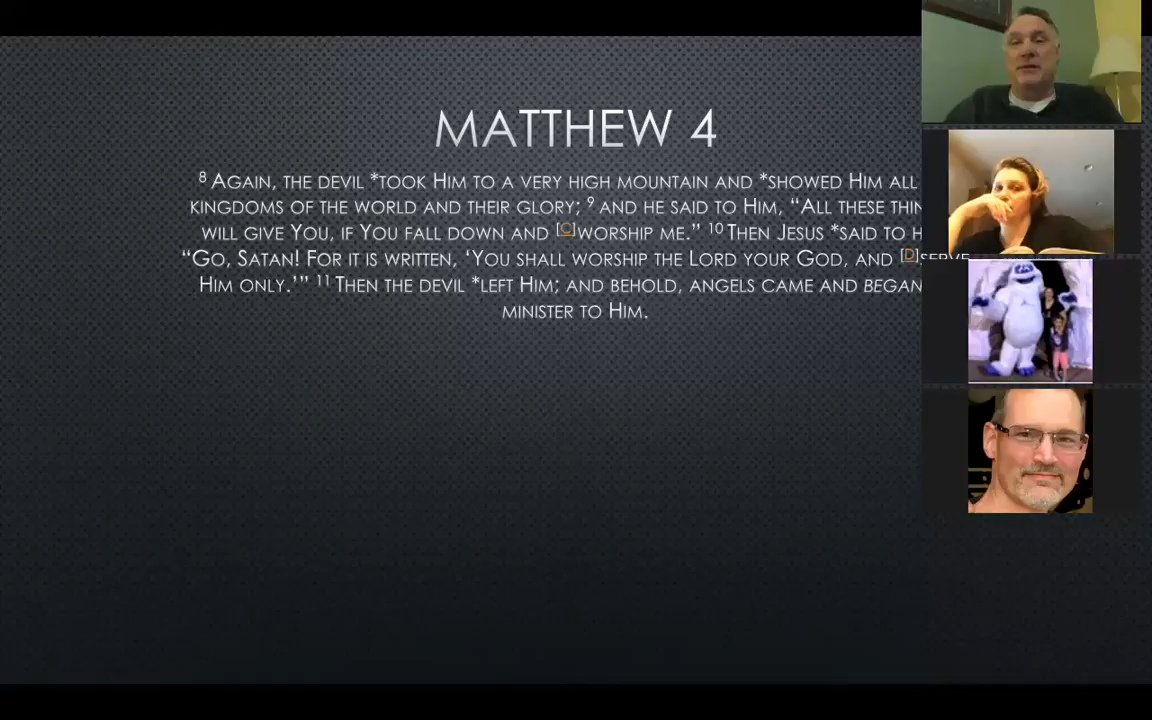 MATTHEW 4
8 AGAIN, THE DEVIL *TOOK HIM TO A VERY HIGH MOUNTAIN AND *SHOWED HIM ALL
KINGDOMS OF THE WORLD AND THEIR GLORY; 9 AND HE SAID TO HIM, “ALL THESE
WILL GIVE YOU, IF YOU FALL DOWN AND [C]WORSHIP ME.” 10 THEN JESUS *SAID TO
“GO, SATAN! FOR IT IS WRITTEN, ‘YOU SHALL WORSHIP THE LORD YOUR GOD, AND [D]SERVE
HIM ONLY.’” 11 THEN THE DEVIL *LEFT HIM; AND BEHOLD, ANGELS CAME AND BEGAN
MINISTER TO HIM.